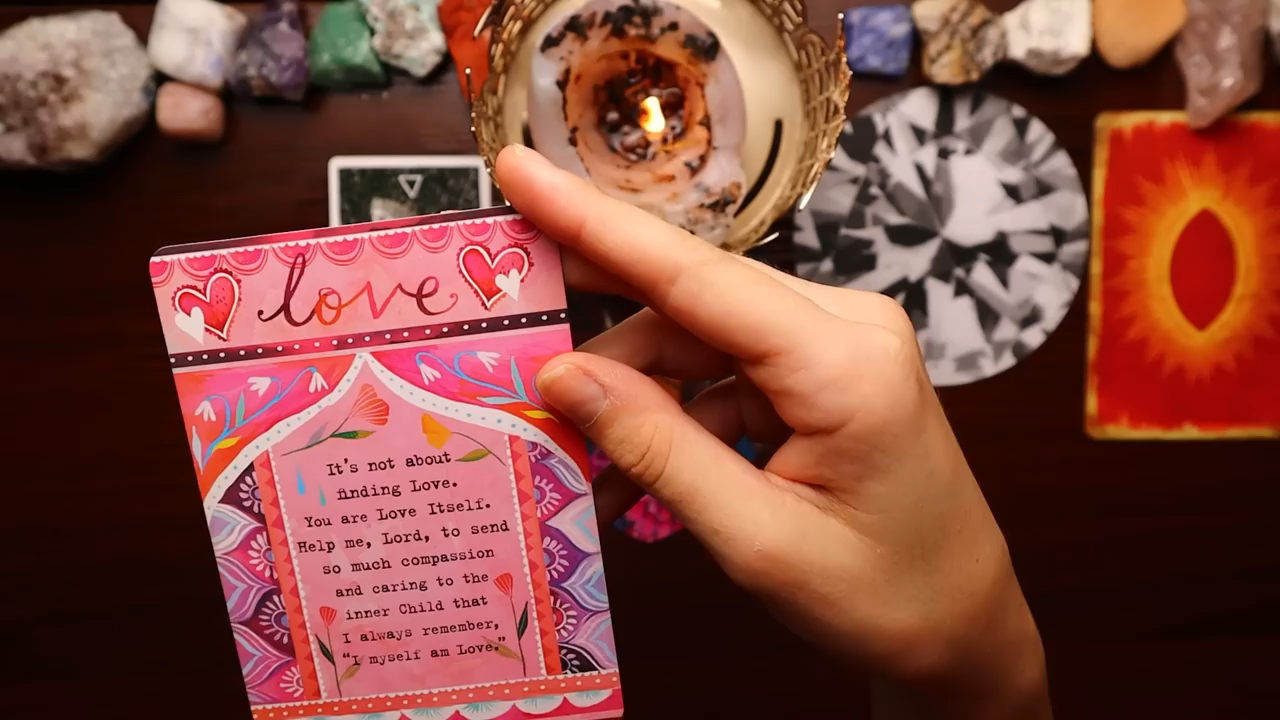 love
It's not about
finding Love.
You are Love Itself.
Help me, Lord, to send
so much compassion
and caring to the
inner Child that
I always remember,
“I myself am Love.”